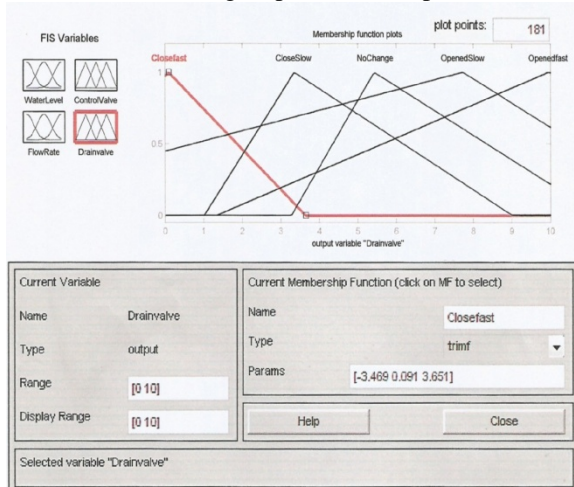 plot points: 181
FIS Variables
Membership function plots
Closefast CloseSlow NoChange OpenedSlow Openedfast
WaterLevel ControlValve
FlowRate Drainvalve
1
0.5
0
0 1 2 3 4 5 6 7 8 9 10
output variable "Drainvalve"
Current Variable
Name Drainvalve
Type output
Range [0 10]
Display Range [0 10]
Current Membership Function (click on MF to select)
Name Closefast
Type trimf
Params [-3.469 0.091 3.651]
Help Close
Selected variable "Drainvalve"